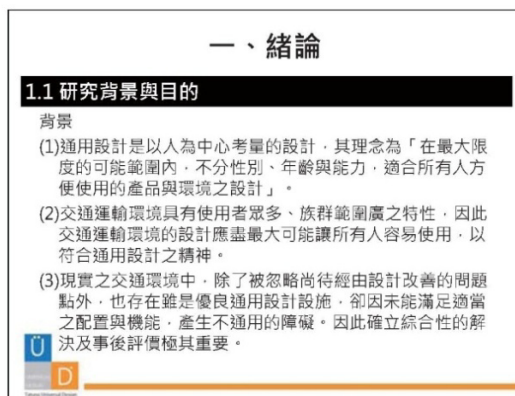 一、緒論
1.1 研究背景與目的
背景
(1)通用設計是以人為中心考量的設計，其理念為「在最大限
度的可能範圍內，不分性別、年齡與能力，適合所有人方
便使用的產品與環境之設計」。
(2)交通運輸環境具有使用者眾多、族群範圍廣之特性，因此
交通運輸環境的設計應盡最大可能讓所有人容易使用，以
符合通用設計之精神。
(3)現實之交通環境中，除了被忽略尚待經由設計改善的問題
點外，也存在雖是優良通用設計設施，卻因未能滿足適當
之配置與機能，產生不通用的障礙。因此確立綜合性的解
決及事後評價極其重要。
Ü
D